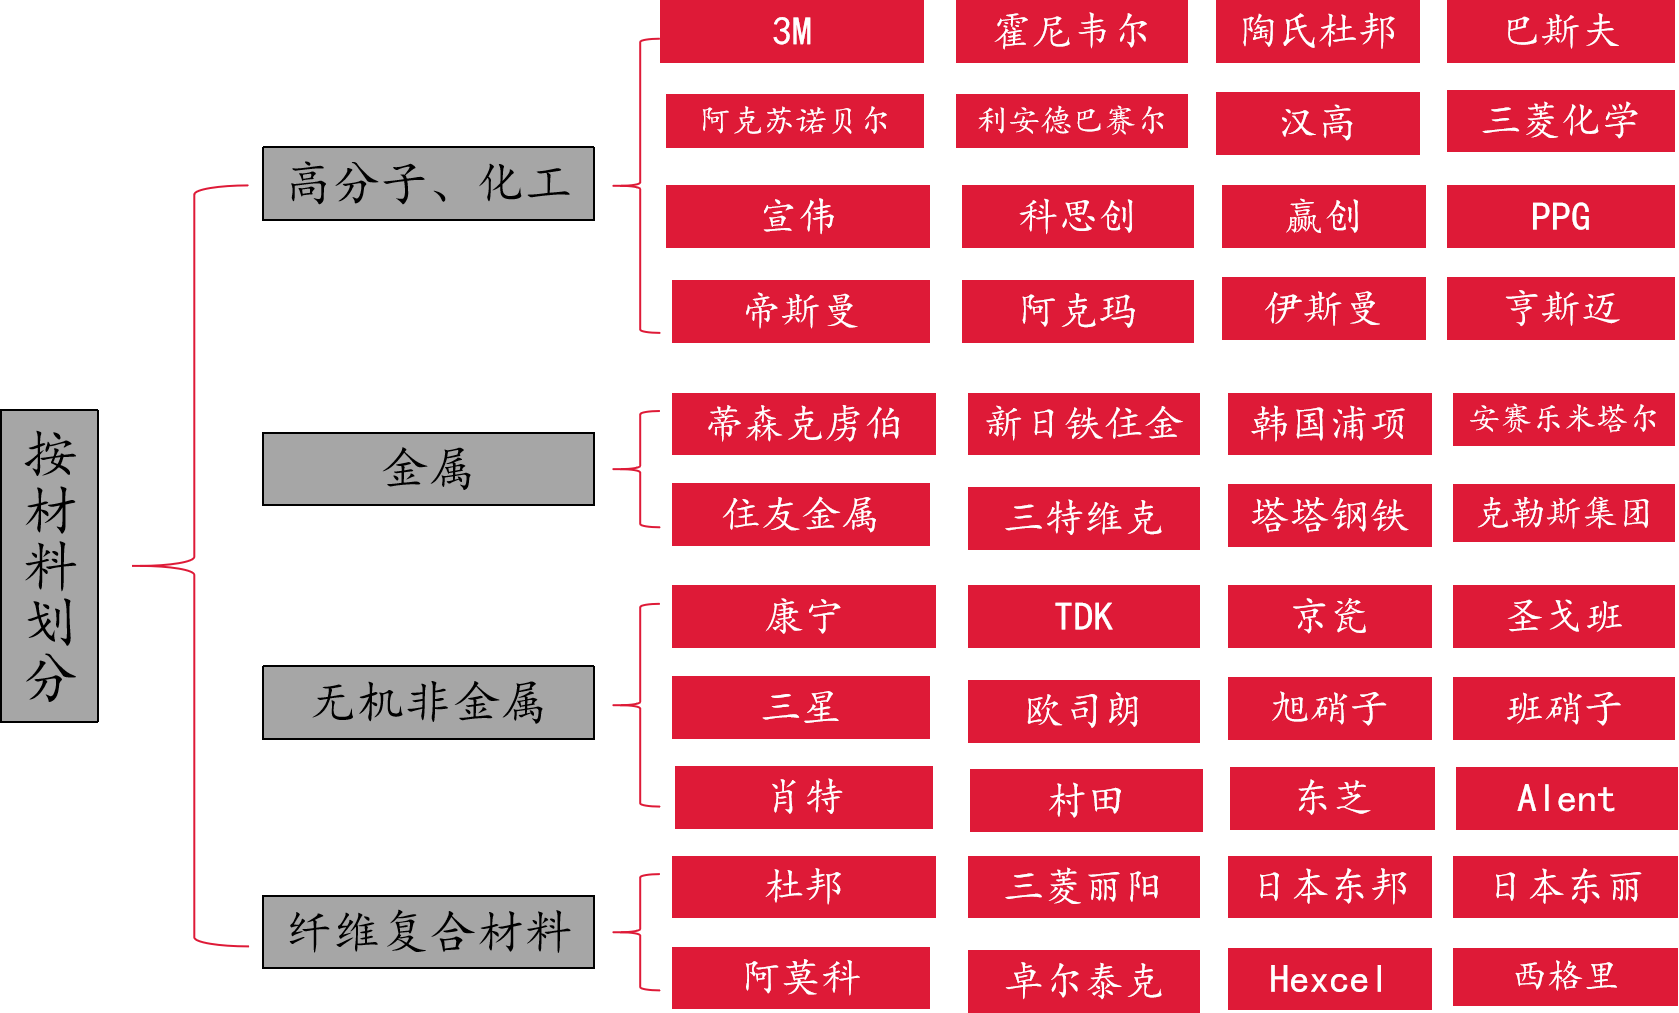 按材料划分
高分子、化工
3M
霍尼韦尔
陶氏杜邦
巴斯夫
阿克苏诺贝尔
利安德巴赛尔
汉高
三菱化学
宣伟
科思创
赢创
PPG
帝斯曼
阿克玛
伊斯曼
亨斯迈
金属
蒂森克虏伯
新日铁住金
韩国浦项
安赛乐米塔尔
住友金属
三特维克
塔塔钢铁
克勒斯集团
无机非金属
康宁
TDK
京瓷
圣戈班
三星
欧司朗
旭硝子
班硝子
肖特
村田
东芝
Alent
纤维复合材料
杜邦
三菱丽阳
日本东邦
日本东丽
阿莫科
卓尔泰克
Hexcel
西格里